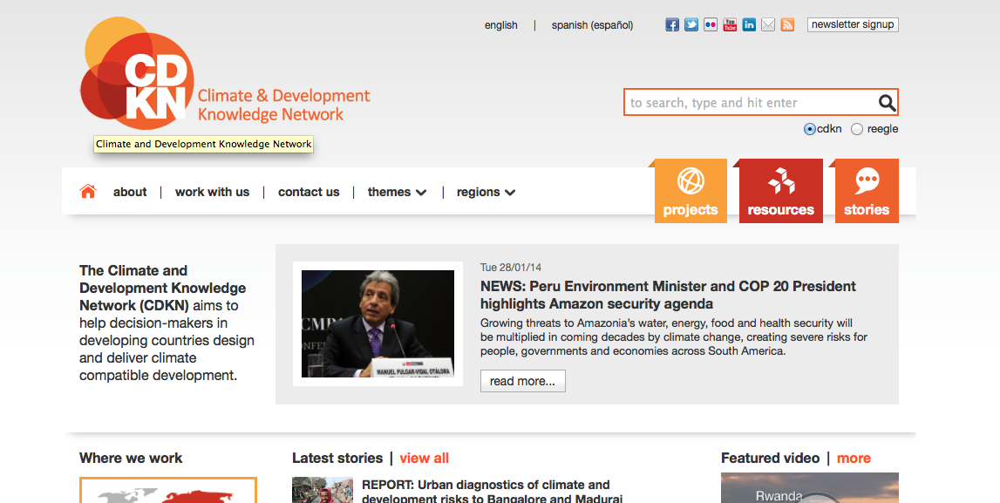 english | spanish (español)
newsletter signup
CD
KN
Climate & Development
Knowledge Network
to search, type and hit enter
cdkn reegle
Climate and Development Knowledge Network
about | work with us | contact us | themes | regions
projects
resources
stories
The Climate and
Development Knowledge
Network (CDKN) aims to
help decision-makers in
developing countries design
and deliver climate
compatible development.
MANUEL PULGAR-VIDAL OTÁLORA
Tue 28/01/14
NEWS: Peru Environment Minister and COP 20 President
highlights Amazon security agenda
Growing threats to Amazonia's water, energy, food and health security will
be multiplied in coming decades by climate change, creating severe risks for
people, governments and economies across South America.
read more...
Where we work
Latest stories | view all
REPORT: Urban diagnostics of climate and
development risks to Bangalore and Madurai
Featured video | more
Rwanda